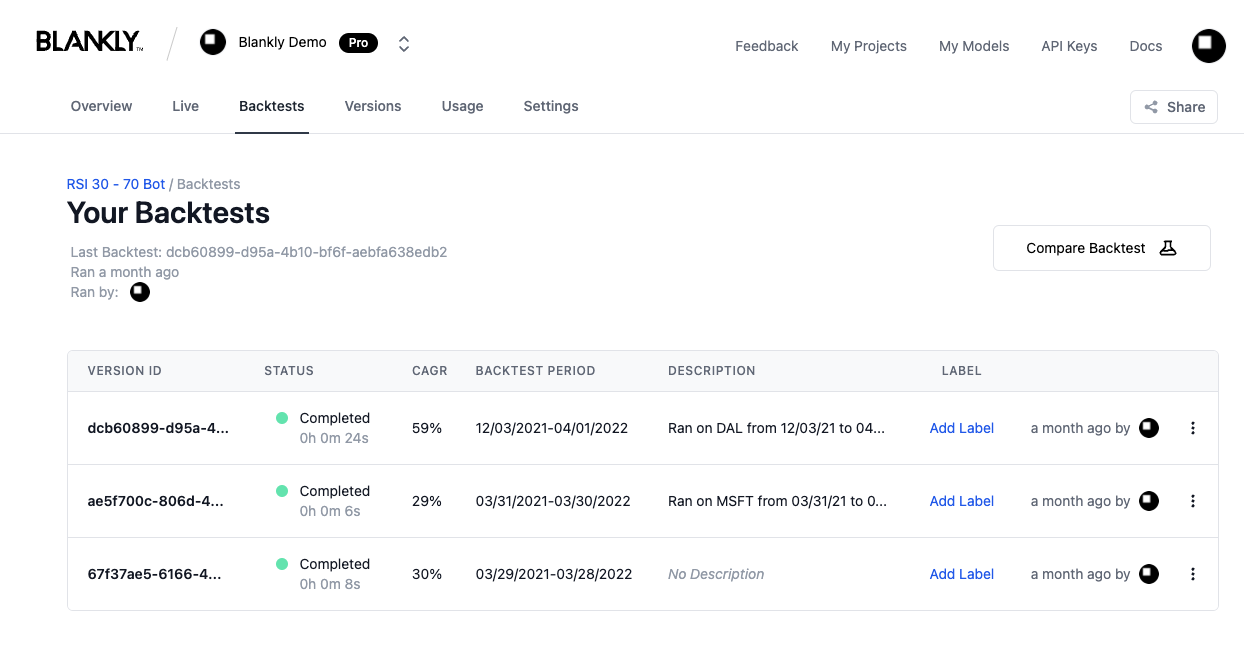 BLANKLY™ / Blankly Demo Pro
Feedback My Projects My Models API Keys Docs
Overview Live Backtests Versions Usage Settings
Share
RSI 30 - 70 Bot / Backtests
Your Backtests
Last Backtest: dcb60899-d95a-4b10-bf6f-aebfa638edb2
Ran a month ago
Ran by:
Compare Backtest
VERSION ID STATUS CAGR BACKTEST PERIOD DESCRIPTION LABEL
dcb60899-d95a-4... Completed 59% 12/03/2021-04/01/2022 Ran on DAL from 12/03/21 to 04... Add Label a month ago by
0h 0m 24s
ae5f700c-806d-4... Completed 29% 03/31/2021-03/30/2022 Ran on MSFT from 03/31/21 to 0... Add Label a month ago by
0h 0m 6s
67f37ae5-6166-4... Completed 30% 03/29/2021-03/28/2022 No Description Add Label a month ago by
0h 0m 8s